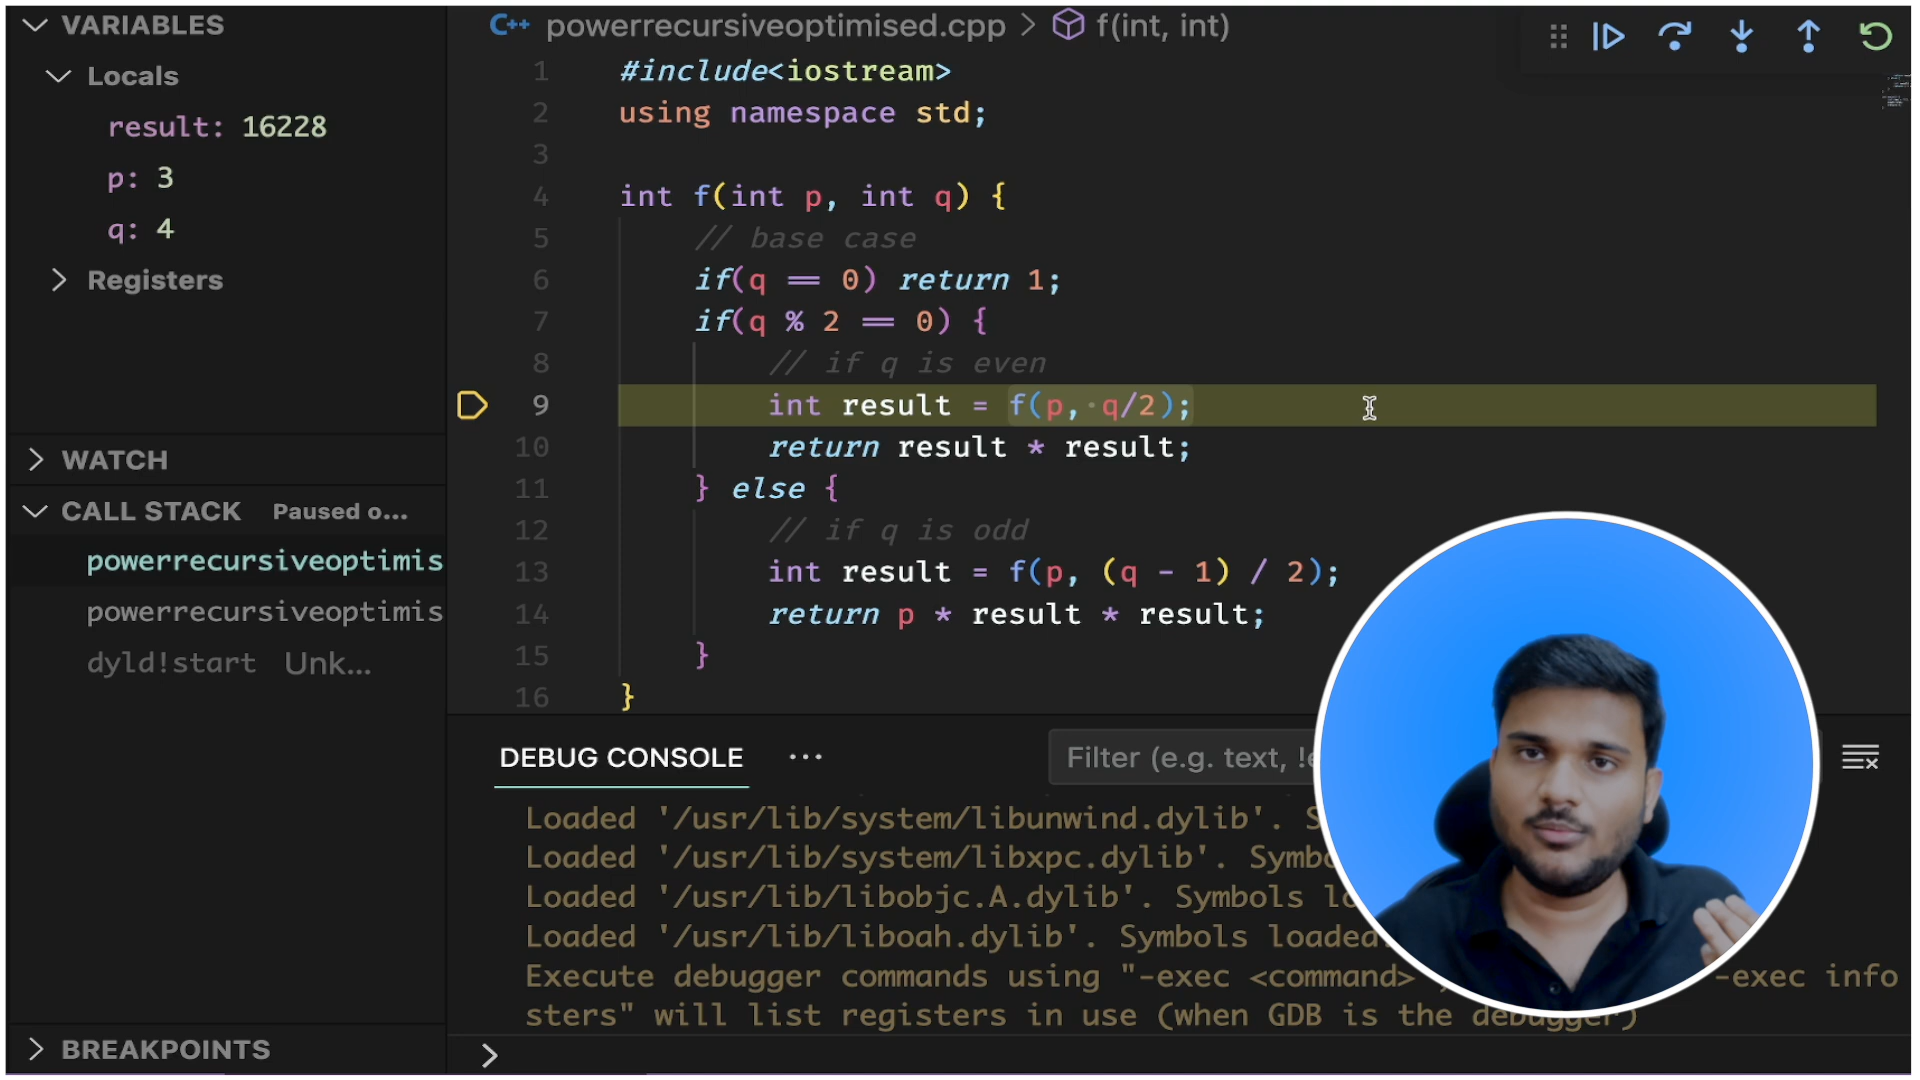 VARIABLES
Locals
result: 16228
p: 3
q: 4
Registers
WATCH
CALL STACK Paused o...
powerrecursiveoptimis
powerrecursiveoptimis
dyld!start Unk...
BREAKPOINTS
C++ powerrecursiveoptimised.cpp > f(int, int)
1 #include<iostream>
2 using namespace std;
3
4 int f(int p, int q) {
5 // base case
6 if(q == 0) return 1;
7 if(q % 2 == 0) {
8 // if q is even
9 int result = f(p, q/2);
10 return result * result;
11 } else {
12 // if q is odd
13 int result = f(p, (q - 1) / 2);
14 return p * result * result;
15 }
16 }
DEBUG CONSOLE ... Filter (e.g. text, !e
Loaded '/usr/lib/system/libunwind.dylib'. S
Loaded '/usr/lib/system/libxpc.dylib'. Symbo
Loaded '/usr/lib/libobjc.A.dylib'. Symbols lo
Loaded '/usr/lib/liboah.dylib'. Symbols loaded
Execute debugger commands using "-exec <command> -exec info
sters" will list registers in use (when GDB is the debugger)
>